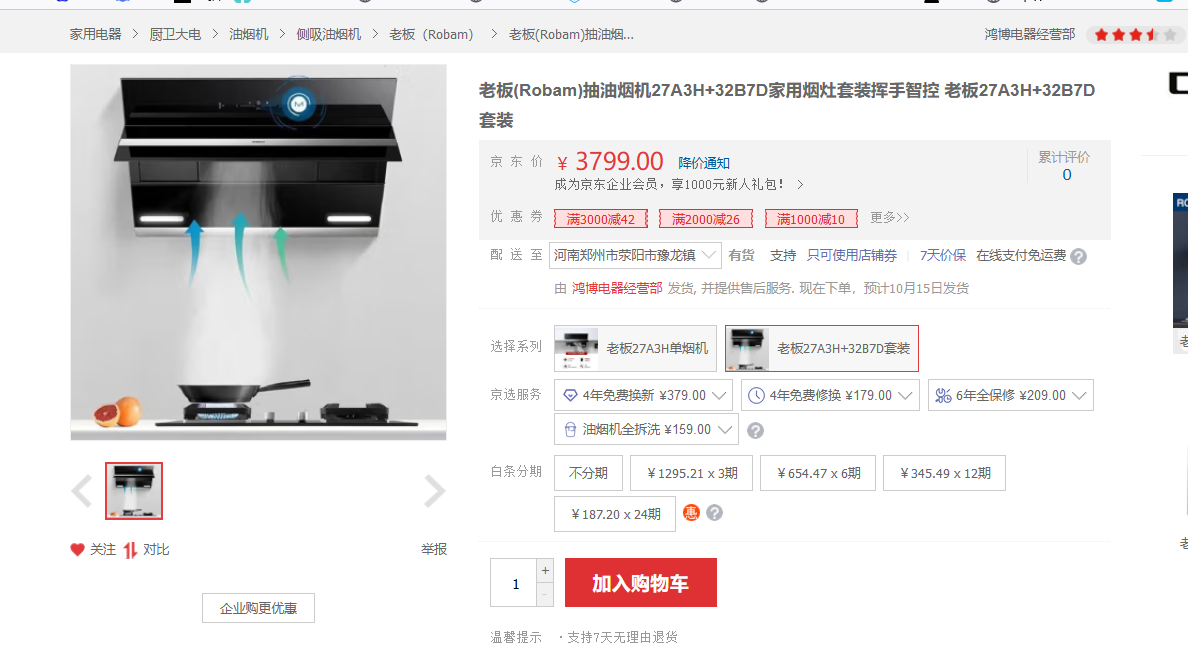 家用电器 > 厨卫大电 > 油烟机 > 侧吸油烟机 > 老板（Robam） > 老板(Robam)抽油烟...
鸿博电器经营部
老板(Robam)抽油烟机27A3H+32B7D家用烟灶套装挥手智控 老板27A3H+32B7D
套装
京东价 ￥3799.00 降价通知
累计评价
0
成为京东企业会员，享1000元新人礼包！ >
优惠券 满3000减42 满2000减26 满1000减10 更多>>
配送至 河南郑州市荥阳市豫龙镇 有货 支持 只可使用店铺券 | 7天价保 在线支付免运费 ?
由 鸿博电器经营部 发货, 并提供售后服务. 现在下单，预计10月15日发货
选择系列 老板27A3H单烟机 老板27A3H+32B7D套装
京选服务 4年免费换新 ¥379.00 4年免费修换 ¥179.00 6年全保修 ¥209.00
油烟机全拆洗 ¥159.00 ?
白条分期 不分期 ￥1295.21 x 3期 ￥654.47 x 6期 ￥345.49 x 12期
￥187.20 x 24期 惠 ?
关注 对比 举报
企业购更优惠
1 + - 加入购物车
温馨提示 ·支持7天无理由退货